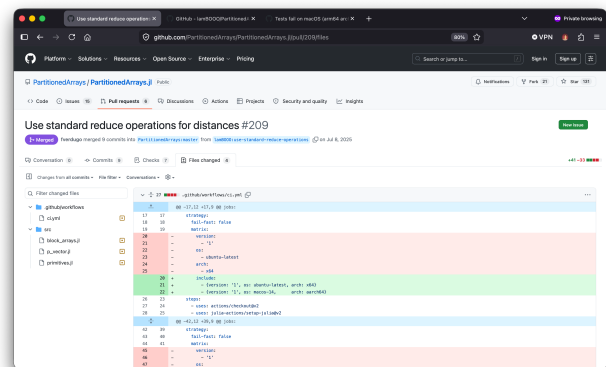 Use standard reduce operation
GitHub - lamBOOO/PartitionedAr
Tests fail on macOS (arm64 arc
Private browsing
github.com/PartitionedArrays/PartitionedArrays.jl/pull/209/files
80%
VPN
Platform
Solutions
Resources
Open Source
Enterprise
Pricing
Search or jump to...
Sign in
Sign up
PartitionedArrays / PartitionedArrays.jl Public
Notifications
Fork 21
Star 131
Code
Issues 15
Pull requests 6
Discussions
Actions
Projects
Security and quality
Insights
Use standard reduce operations for distances #209
New issue
Merged fverdugo merged 9 commits into PartitionedArrays:master from lamBOOO:use-standard-reduce-operations on Jul 8, 2025
Conversation 6
Commits 9
Checks 7
Files changed 4
+41 -93
Changes from all commits
File filter
Conversations
Filter changed files
.github/workflows
ci.yml
src
block_arrays.jl
p_vector.jl
primitives.jl
27 .github/workflows/ci.yml
@@ -17,12 +17,9 @@ jobs:
17 17 strategy:
18 18 fail-fast: false
19 19 matrix:
20 - version:
21 - - '1'
22 - os:
23 - - ubuntu-latest
24 - arch:
25 - - x64
20 + include:
21 + - {version: '1', os: ubuntu-latest, arch: x64}
22 + - {version: '1', os: macos-14, arch: aarch64}
26 23 steps:
27 24 - uses: actions/checkout@v2
28 25 - uses: julia-actions/setup-julia@v2
@@ -42,12 +39,9 @@ jobs:
42 39 strategy:
43 40 fail-fast: false
44 41 matrix:
45 - version:
46 - - '1'
47 - os: